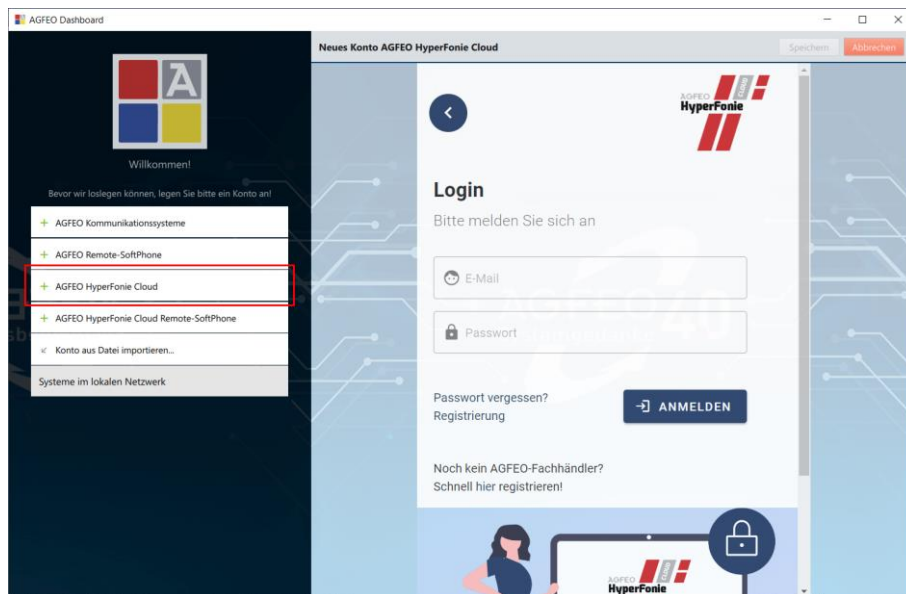 AGFEO Dashboard
Willkommen!
Bevor wir loslegen können, legen Sie bitte ein Konto an!
+ AGFEO Kommunikationssysteme
+ AGFEO Remote-SoftPhone
+ AGFEO HyperFonie Cloud
+ AGFEO HyperFonie Cloud Remote-SoftPhone
Konto aus Datei importieren...
Systeme im lokalen Netzwerk
Neues Konto AGFEO HyperFonie Cloud
Speichern
Abbrechen
AGFEO
HyperFonie
CLOUD
Login
Bitte melden Sie sich an
E-Mail
Passwort
Passwort vergessen?
Registrierung
ANMELDEN
Noch kein AGFEO-Fachhändler?
Schnell hier registrieren!
AGFEO
HyperFonie
CLOUD